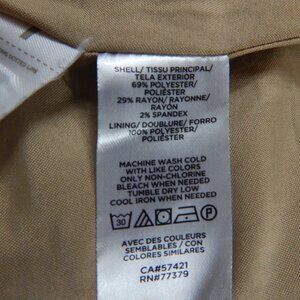 SHELL/ TISSU PRINCIPAL/
TELA EXTERIOR
69% POLYESTER/
POLIÉSTER
29% RAYON/ RAYONNE/
RAYÓN
2% SPANDEX
LINING/ DOUBLURE/ FORRO
100% POLYESTER/
POLIÉSTER
MACHINE WASH COLD
WITH LIKE COLORS
ONLY NON-CHLORINE
BLEACH WHEN NEEDED
TUMBLE DRY LOW
COOL IRON WHEN NEEDED
30 P
AVEC DES COULEURS
SEMBLABLES / CON
COLORES SIMILARES
CA#57421
RN#77379